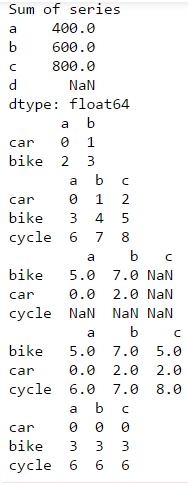 Sum of series
a    400.0
b    600.0
c    800.0
d      NaN
dtype: float64
      a  b
car   0  1
bike  2  3
       a  b  c
car    0  1  2
bike   3  4  5
cycle  6  7  8
         a    b   c
bike   5.0  7.0 NaN
car    0.0  2.0 NaN
cycle  NaN  NaN NaN
         a    b    c
bike   5.0  7.0  5.0
car    0.0  2.0  2.0
cycle  6.0  7.0  8.0
       a  b  c
car    0  0  0
bike   3  3  3
cycle  6  6  6